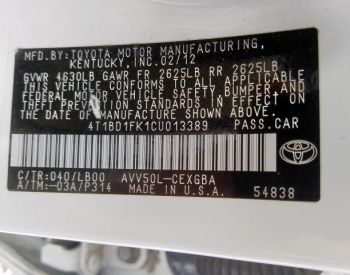 MFD.BY:TOYOTA MOTOR MANUFACTURING,
KENTUCKY, INC. 02/12
GVWR 4630LB GAWR FR 2625LB RR 2625LB
THIS VEHICLE CONFORMS TO ALL APPLICABLE
FEDERAL MOTOR VEHICLE SAFETY,BUMPER,AND
THEFT PREVENTION STANDARDS IN EFFECT ON
THE DATE OF MANUFACTURE SHOWN ABOVE.
4T1BD1FK1CU013389 PASS.CAR
C/TR:040/LB00 AVV50L-CEXGBA
A/TM:-03A/P314 MADE IN U.S.A.
TOYOTA
54838